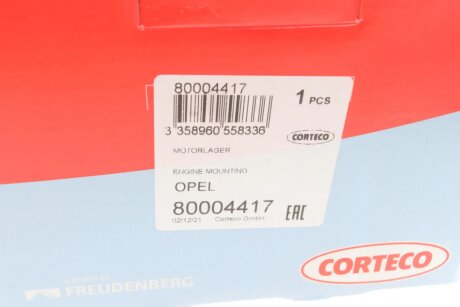 80004417
1 PCS
3 358960 558336
CORTECO
MOTORLAGER
ENGINE MOUNTING
OPEL
80004417
02/12/21 Corteco GmbH
EAC
CORTECO
FREUDENBERG